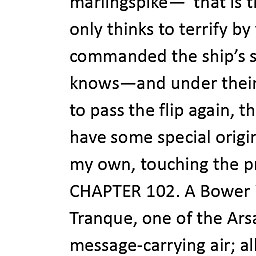 marlingspike—“that is t
only thinks to terrify by
commanded the ship’s s
knows—and under their
to pass the flip again, th
have some special origin
my own, touching the p
CHAPTER 102. A Bower
Tranque, one of the Arsa
message-carrying air; all